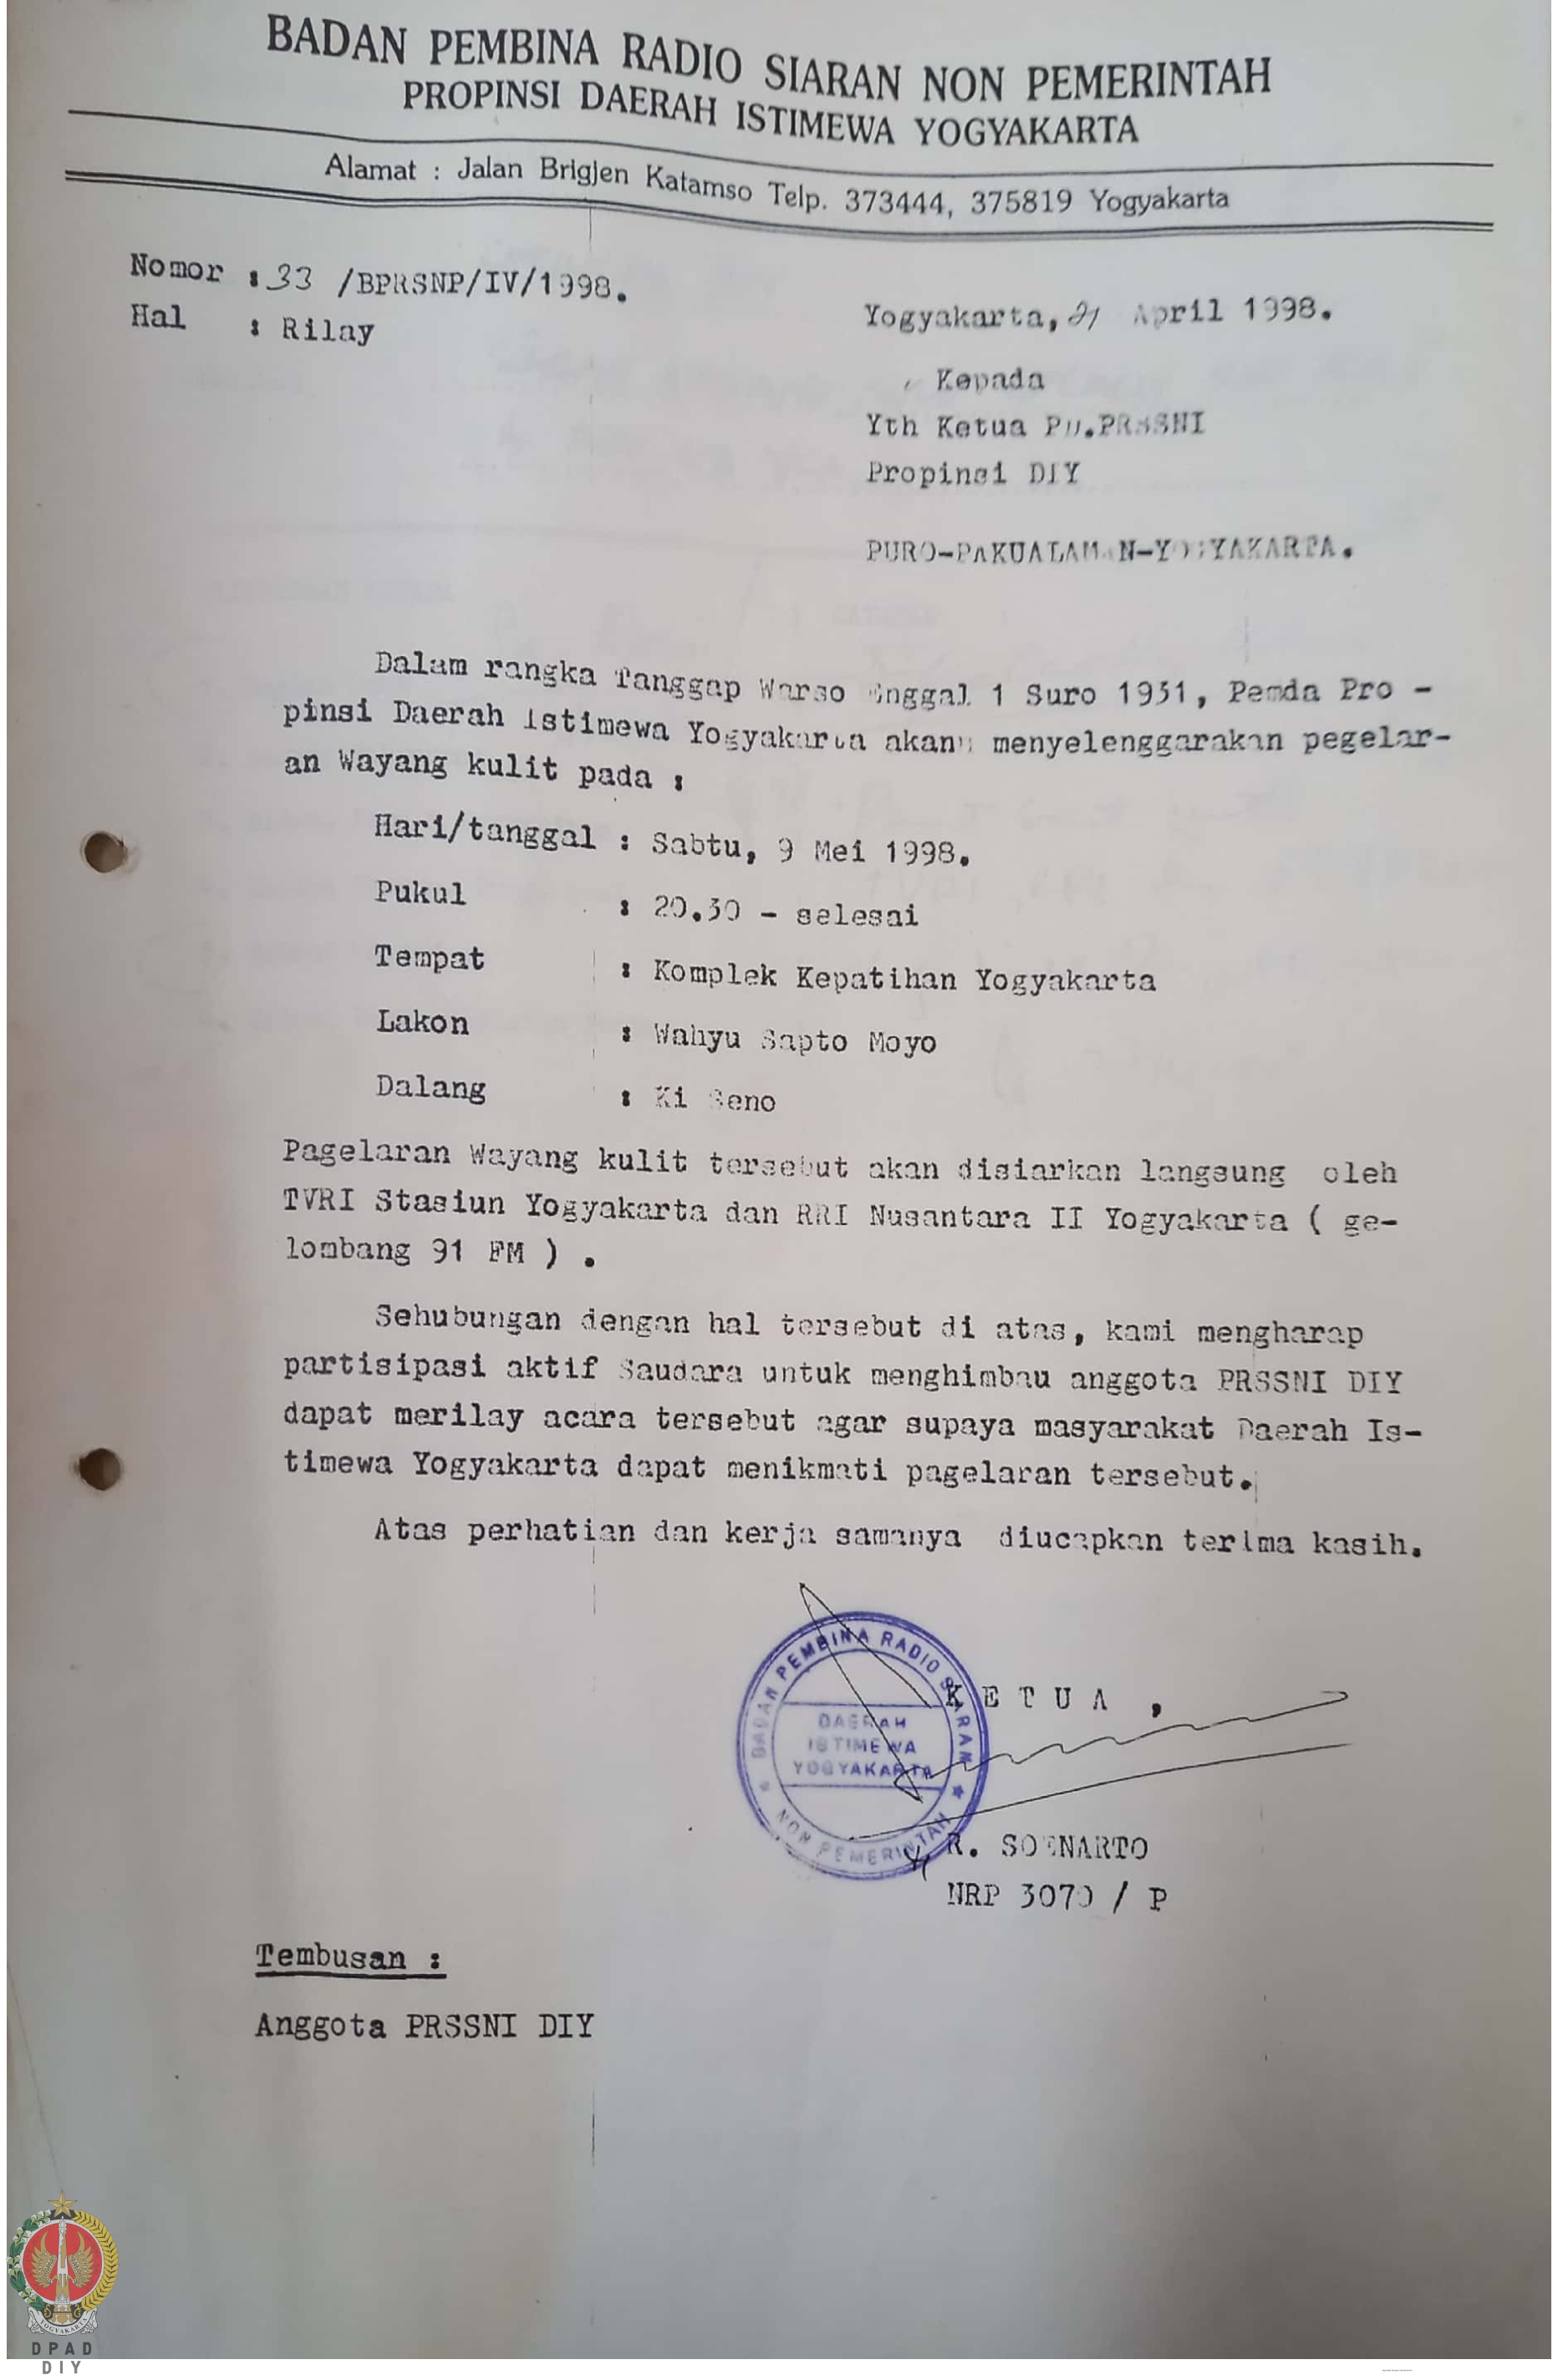 BADAN PEMBINA RADIO SIARAN NON PEMERINTAH
PROPINSI DAERAH ISTIMEWA YOGYAKARTA
Alamat : Jalan Brigjen Katamso Telp. 373444, 375819 Yogyakarta
Nomor : 33 /BPRSNP/IV/1998.
Hal : Rilay
Yogyakarta, 21 April 1998.
Kepada
Yth Ketua PD.PRSSNI
Propinsi DIY
PURO-PAKUALAMAN-YOGYAKARTA.
Dalam rangka Tanggap Warso Tnggal 1 Suro 1931, Pemda Pro -
pinsi Daerah Istimewa Yogyakarta akan menyelenggarakan pegelar-
an Wayang kulit pada :
Hari/tanggal : Sabtu, 9 Mei 1998.
Pukul : 20.30 - selesai
Tempat : Komplek Kepatihan Yogyakarta
Lakon : Wahyu Sapto Moyo
Dalang : Ki Seno
Pagelaran Wayang kulit tersebut akan disiarkan langsung oleh
TVRI Stasiun Yogyakarta dan RRI Nusantara II Yogyakarta ( ge-
lombang 91 FM ) .
Sehubungan dengan hal tersebut di atas, kami mengharap
partisipasi aktif Saudara untuk menghimbau anggota PRSSNI DIY
dapat merilay acara tersebut agar supaya masyarakat Daerah Is-
timewa Yogyakarta dapat menikmati pagelaran tersebut.
Atas perhatian dan kerja samanya diucapkan terima kasih.
BADAN PEMBINA RADIO SIARAN
DAERAH
ISTIMEWA
YOGYAKARTA
NON PEMERINTAH
K E T U A ,
R. SOENARTO
NRP 3070 / P
Tembusan :
Anggota PRSSNI DIY
YOGYAKARTA
DPAD
DIY